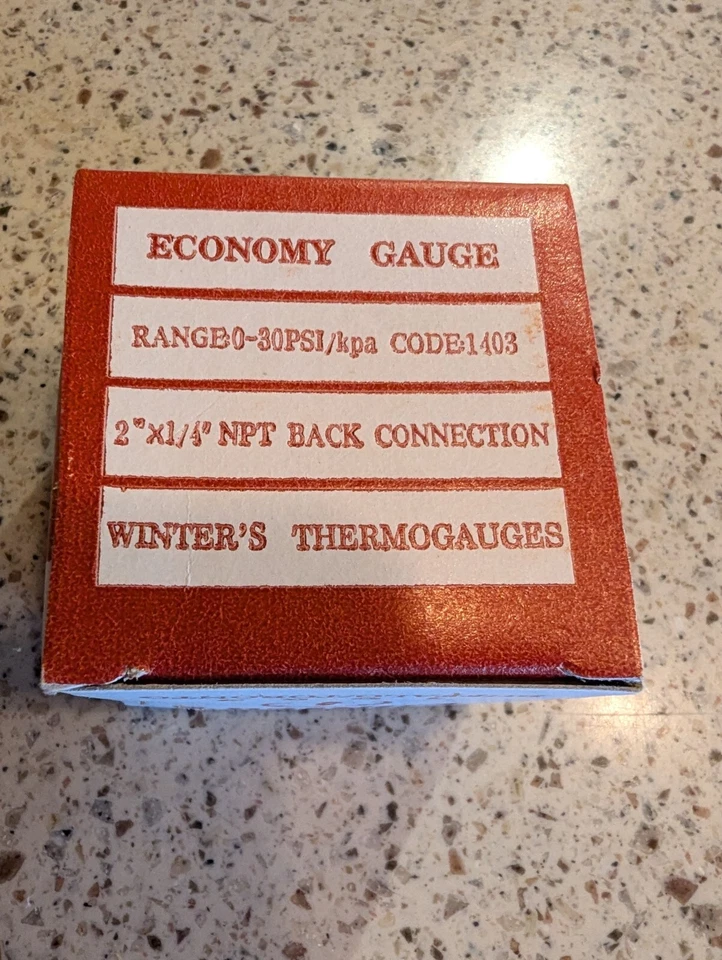 ECONOMY GAUGE
RANGE:0-30PSI/kpa CODE:1403
2"x1/4" NPT BACK CONNECTION
WINTER'S THERMOGAUGES